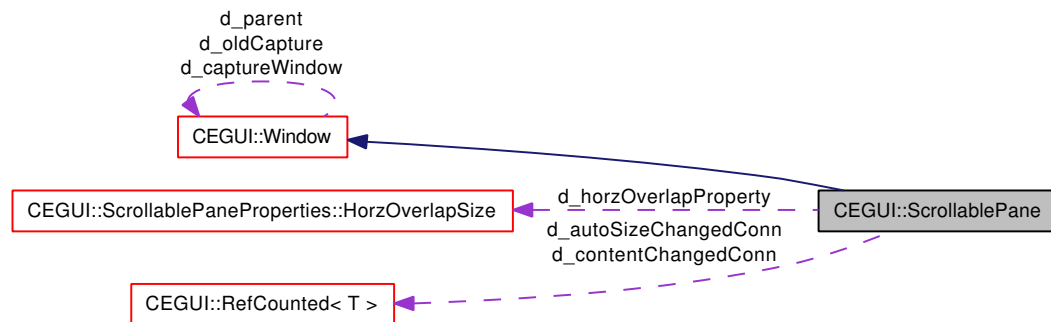 d_parent
d_oldCapture
d_captureWindow
CEGUI::Window
CEGUI::ScrollablePaneProperties::HorzOverlapSize
d_horzOverlapProperty
CEGUI::ScrollablePane
d_autoSizeChangedConn
d_contentChangedConn
CEGUI::RefCounted< T >